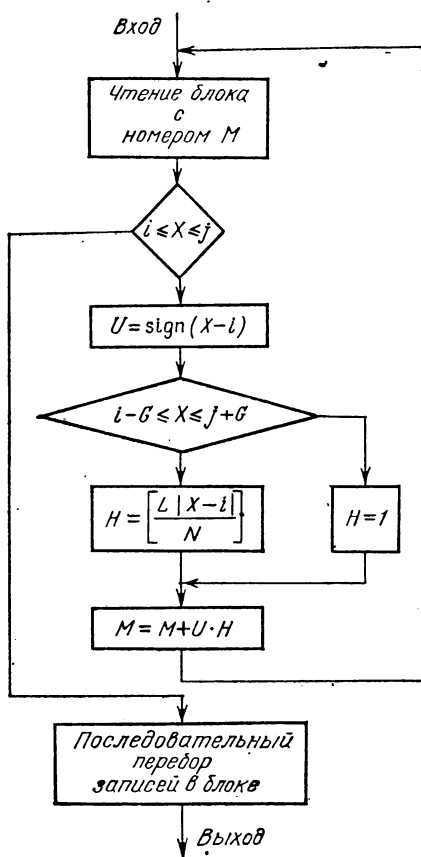 Вход
Чтение блока
с
номером M
i ≤ X ≤ j
U = sign (X-i)
i-G ≤ X ≤ j+G
H = [L |X-i| / N]
H = 1
M = M + U · H
Последовательный
перебор
записей в блоке
Выход